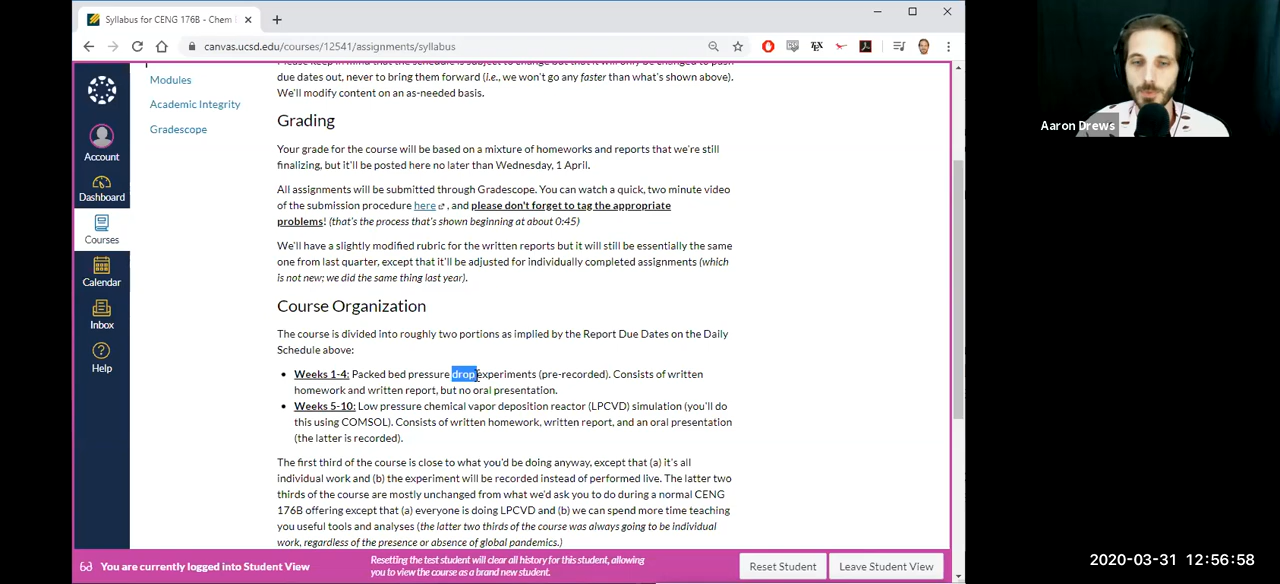 Syllabus for CENG 176B - Chem
canvas.ucsd.edu/courses/12541/assignments/syllabus
Aaron Drews
Account
Dashboard
Courses
Calendar
Inbox
Help
Modules
Academic Integrity
Gradescope
due dates out, never to bring them forward (i.e., we won't go any faster than what's shown above).
We'll modify content on an as-needed basis.
Grading
Your grade for the course will be based on a mixture of homeworks and reports that we're still
finalizing, but it'll be posted here no later than Wednesday, 1 April.
All assignments will be submitted through Gradescope. You can watch a quick, two minute video
of the submission procedure here, and please don't forget to tag the appropriate
problems! (that's the process that's shown beginning at about 0:45)
We'll have a slightly modified rubric for the written reports but it will still be essentially the same
one from last quarter, except that it'll be adjusted for individually completed assignments (which
is not new; we did the same thing last year).
Course Organization
The course is divided into roughly two portions as implied by the Report Due Dates on the Daily
Schedule above:
Weeks 1-4: Packed bed pressure drop experiments (pre-recorded). Consists of written
homework and written report, but no oral presentation.
Weeks 5-10: Low pressure chemical vapor deposition reactor (LPCVD) simulation (you'll do
this using COMSOL). Consists of written homework, written report, and an oral presentation
(the latter is recorded).
The first third of the course is close to what you'd be doing anyway, except that (a) it's all
individual work and (b) the experiment will be recorded instead of performed live. The latter two
thirds of the course are mostly unchanged from what we'd ask you to do during a normal CENG
176B offering except that (a) everyone is doing LPCVD and (b) we can spend more time teaching
you useful tools and analyses (the latter two thirds of the course was always going to be individual
work, regardless of the presence or absence of global pandemics.)
You are currently logged into Student View
Resetting the test student will clear all history for this student, allowing
you to view the course as a brand new student.
Reset Student
Leave Student View
2020-03-31 12:56:58